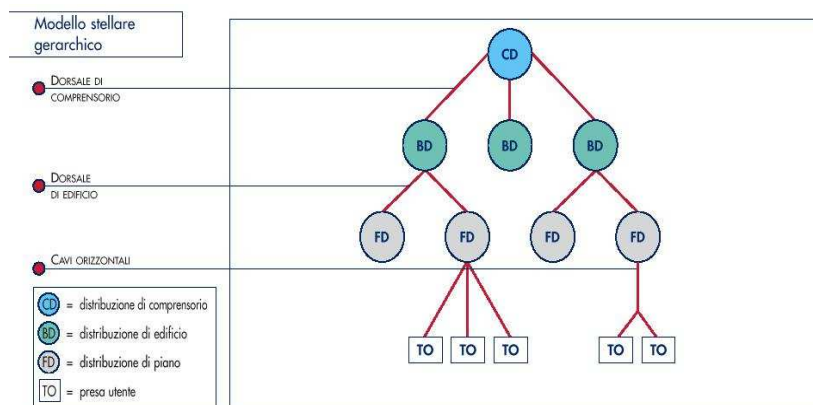 Modello stellare
gerarchico
DORSALE DI
COMPRENSORIO
DORSALE
DI EDIFICIO
CAVI ORIZZONTALI
CD = distribuzione di comprensorio
BD = distribuzione di edificio
FD = distribuzione di piano
TO = presa utente
CD
BD BD BD
FD FD FD FD
TO TO TO TO TO